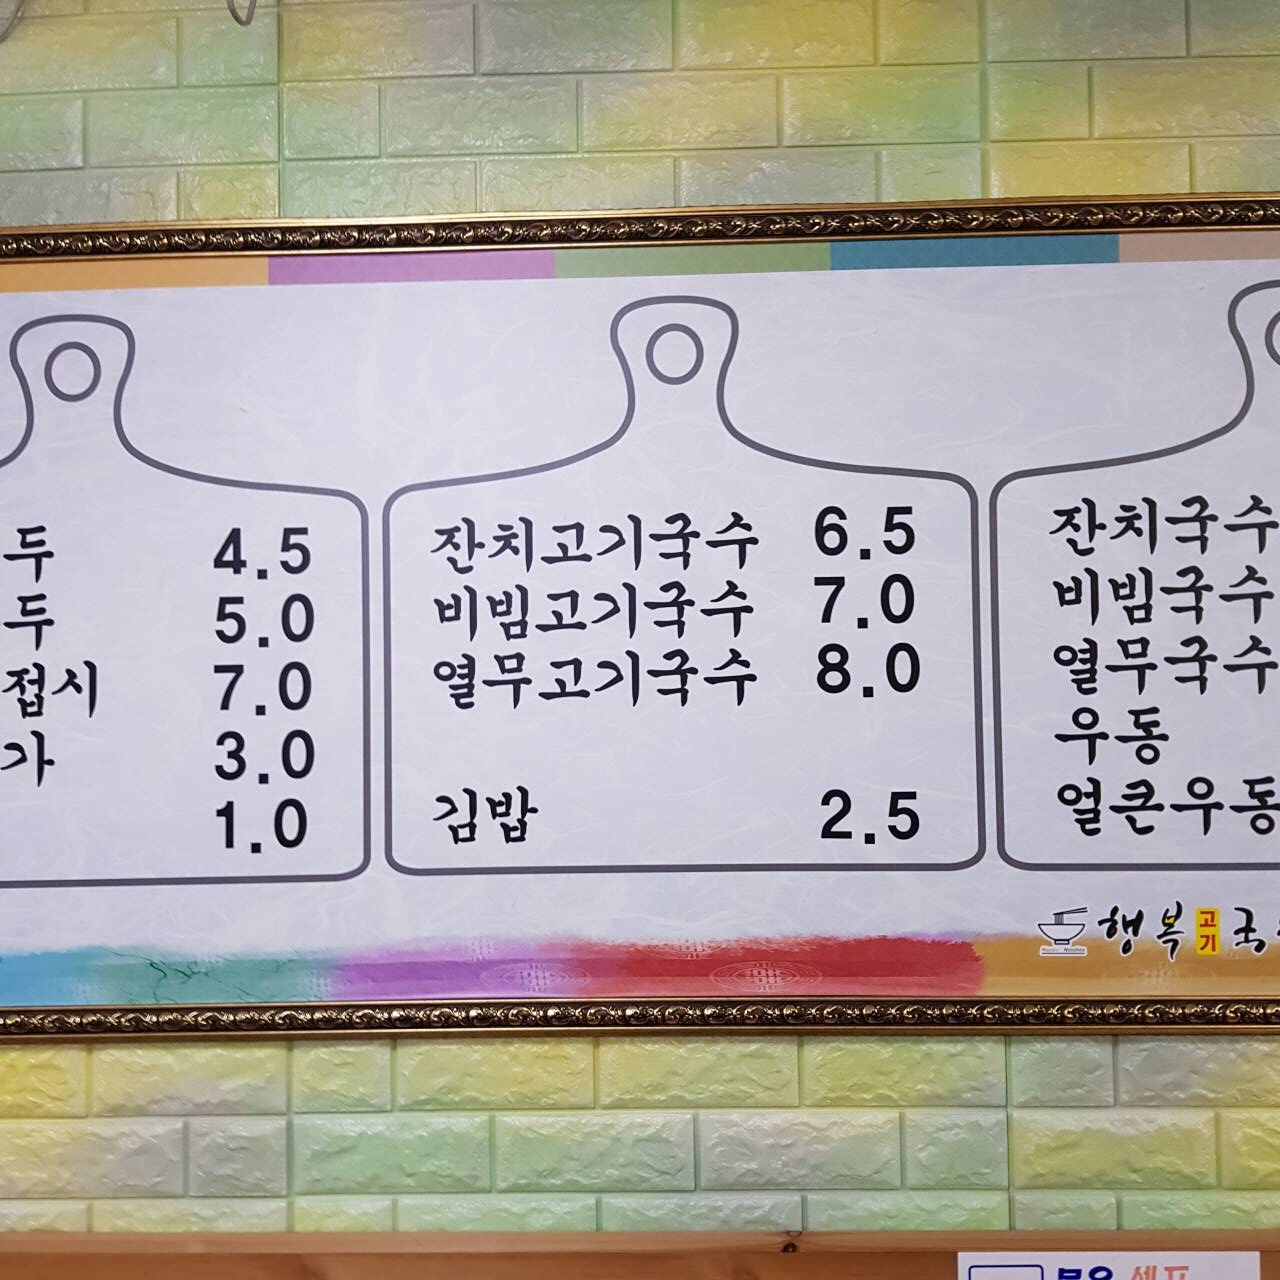 두 4.5
두 5.0
접시 7.0
가 3.0
1.0
잔치고기국수 6.5
비빔고기국수 7.0
열무고기국수 8.0
김밥 2.5
잔치국수
비빔국수
열무국수
우동
얼큰우동
행복 고기 국